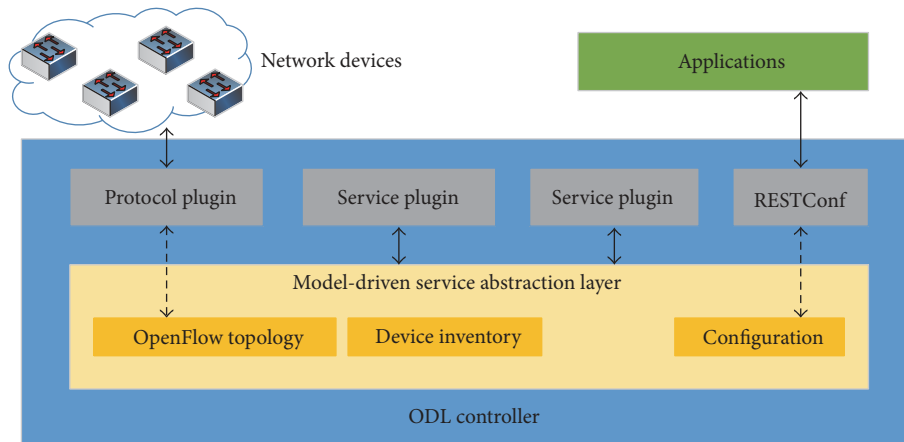 Network devices
Applications
Protocol plugin
Service plugin
Service plugin
RESTConf
Model-driven service abstraction layer
OpenFlow topology
Device inventory
Configuration
ODL controller